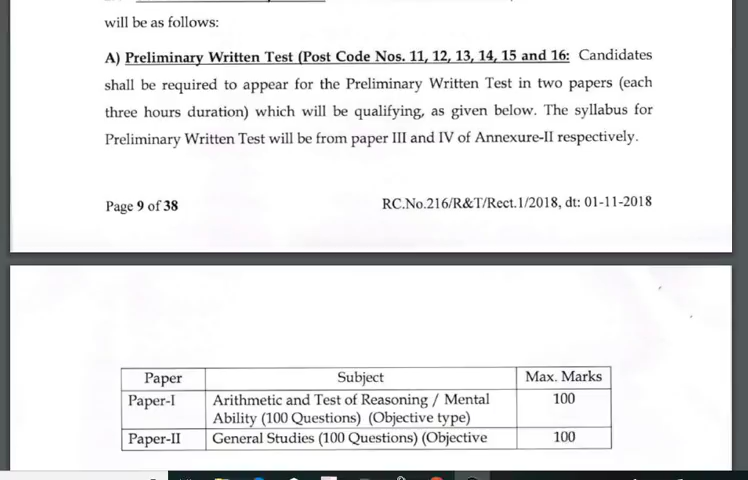 will be as follows:
A) Preliminary Written Test (Post Code Nos. 11, 12, 13, 14, 15 and 16: Candidates
shall be required to appear for the Preliminary Written Test in two papers (each
three hours duration) which will be qualifying, as given below. The syllabus for
Preliminary Written Test will be from paper III and IV of Annexure-II respectively.
Page 9 of 38 RC.No.216/R&T/Rect.1/2018, dt: 01-11-2018
Paper Subject Max. Marks
Paper-I Arithmetic and Test of Reasoning / Mental 100
Ability (100 Questions) (Objective type)
Paper-II General Studies (100 Questions) (Objective 100